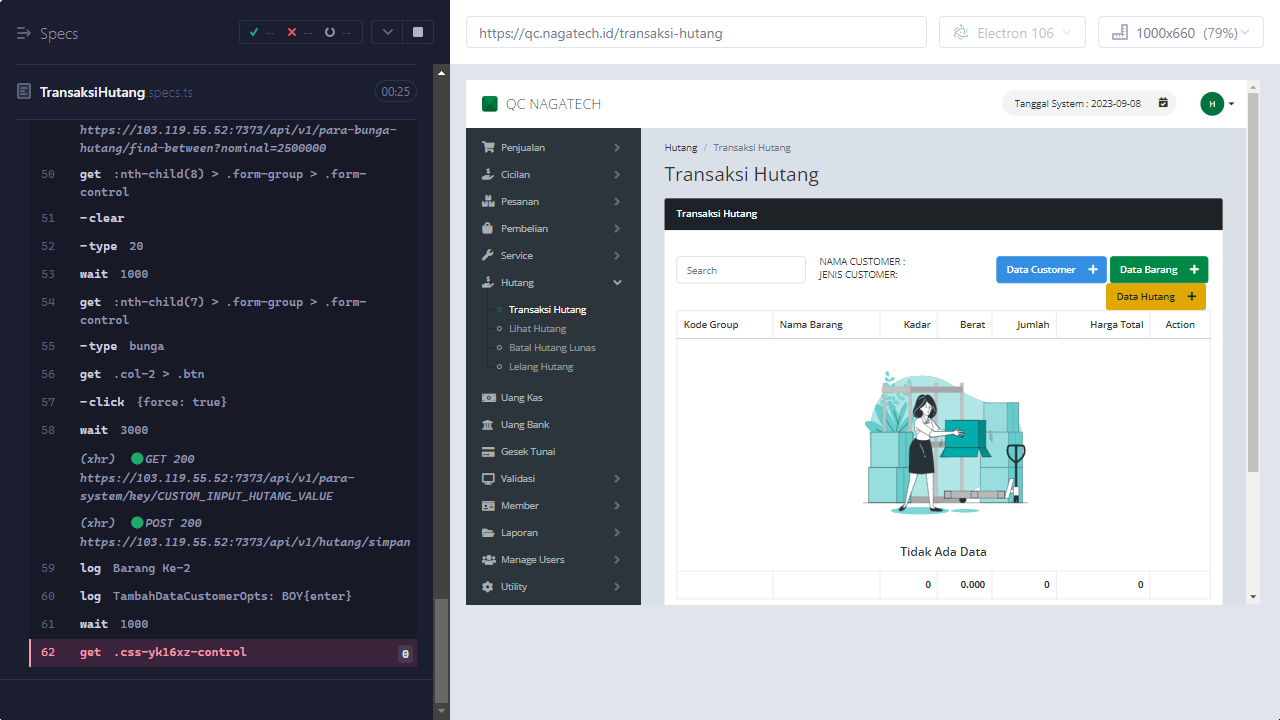 Specs
-- -- --
TransaksiHutang.specs.ts
00:25
https://103.119.55.52:7373/api/v1/para-bunga-
hutang/find-between?nominal=2500000
50 get :nth-child(8) > .form-group > .form-
control
51 -clear
52 -type 20
53 wait 1000
54 get :nth-child(7) > .form-group > .form-
control
55 -type bunga
56 get .col-2 > .btn
57 -click {force: true}
58 wait 3000
(xhr) GET 200
https://103.119.55.52:7373/api/v1/para-
system/key/CUSTOM_INPUT_HUTANG_VALUE
(xhr) POST 200
https://103.119.55.52:7373/api/v1/hutang/simpan
59 log Barang Ke-2
60 log TambahDataCustomerOpts: BOY{enter}
61 wait 1000
62 get .css-yk16xz-control 0
https://qc.nagatech.id/transaksi-hutang
Electron 106
1000x660 (79%)
QC NAGATECH
Tanggal System : 2023-09-08
H
Penjualan
Cicilan
Pesanan
Pembelian
Service
Hutang
Transaksi Hutang
Lihat Hutang
Batal Hutang Lunas
Lelang Hutang
Uang Kas
Uang Bank
Gesek Tunai
Validasi
Member
Laporan
Manage Users
Utility
Hutang / Transaksi Hutang
Transaksi Hutang
Transaksi Hutang
Search
NAMA CUSTOMER :
JENIS CUSTOMER:
Data Customer +
Data Barang +
Data Hutang +
Kode Group Nama Barang Kadar Berat Jumlah Harga Total Action
Tidak Ada Data
0 0.000 0 0